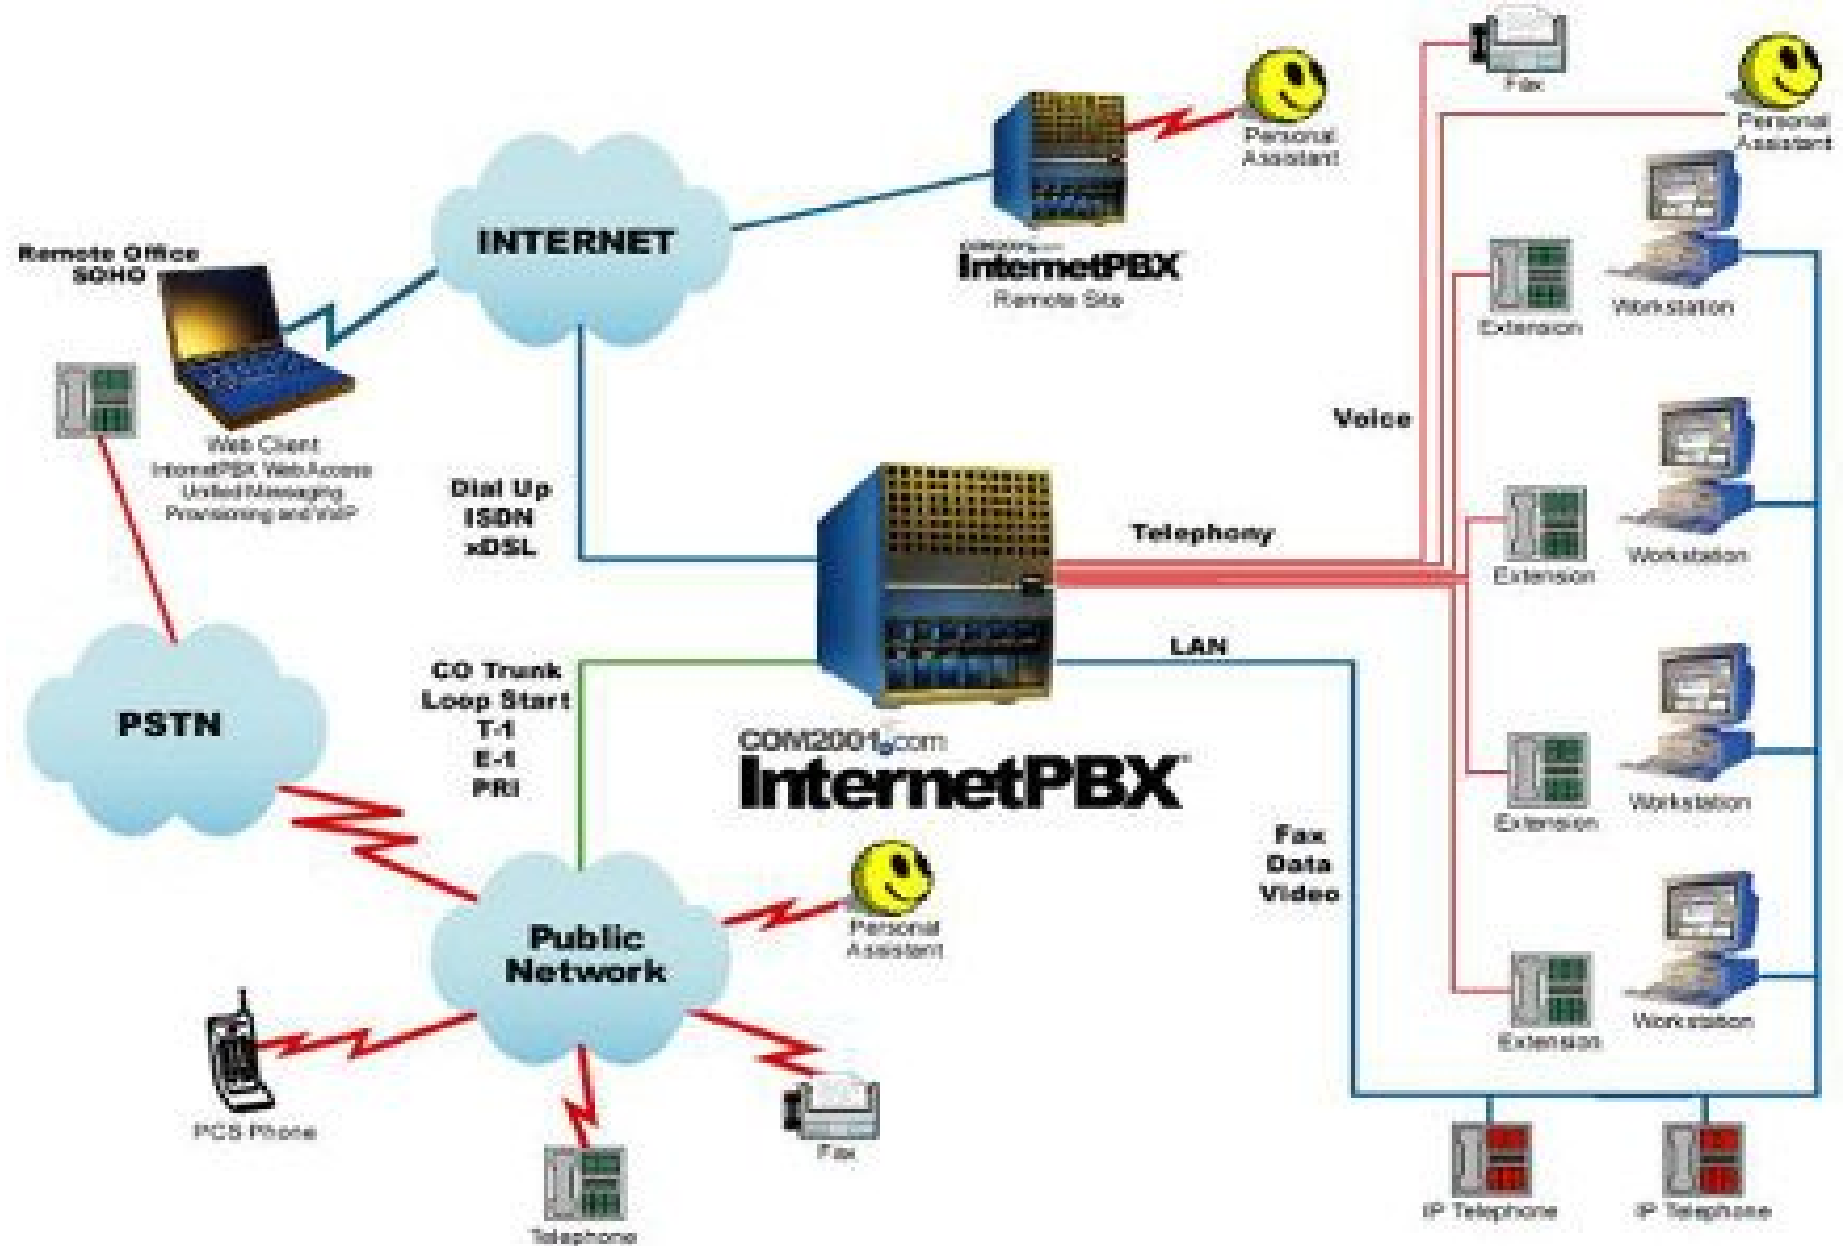 Fax
Personal
Assistant
Personal
Assistant
INTERNET
Remote Office
SOHO
COM2001.com
InternetPBX
Remote Site
Workstation
Extension
Voice
Web Client
InternetPBX Web Access
Unified Messaging
Provisioning and VoIP
Dial Up
ISDN
xDSL
Telephony
Workstation
Extension
LAN
CO Trunk
Loop Start
T-1
E-1
PRI
PSTN
COM2001.com
InternetPBX
Workstation
Extension
Fax
Data
Video
Public
Network
Personal
Assistant
Workstation
Extension
PCS Phone
Fax
Telephone
IP Telephone
IP Telephone